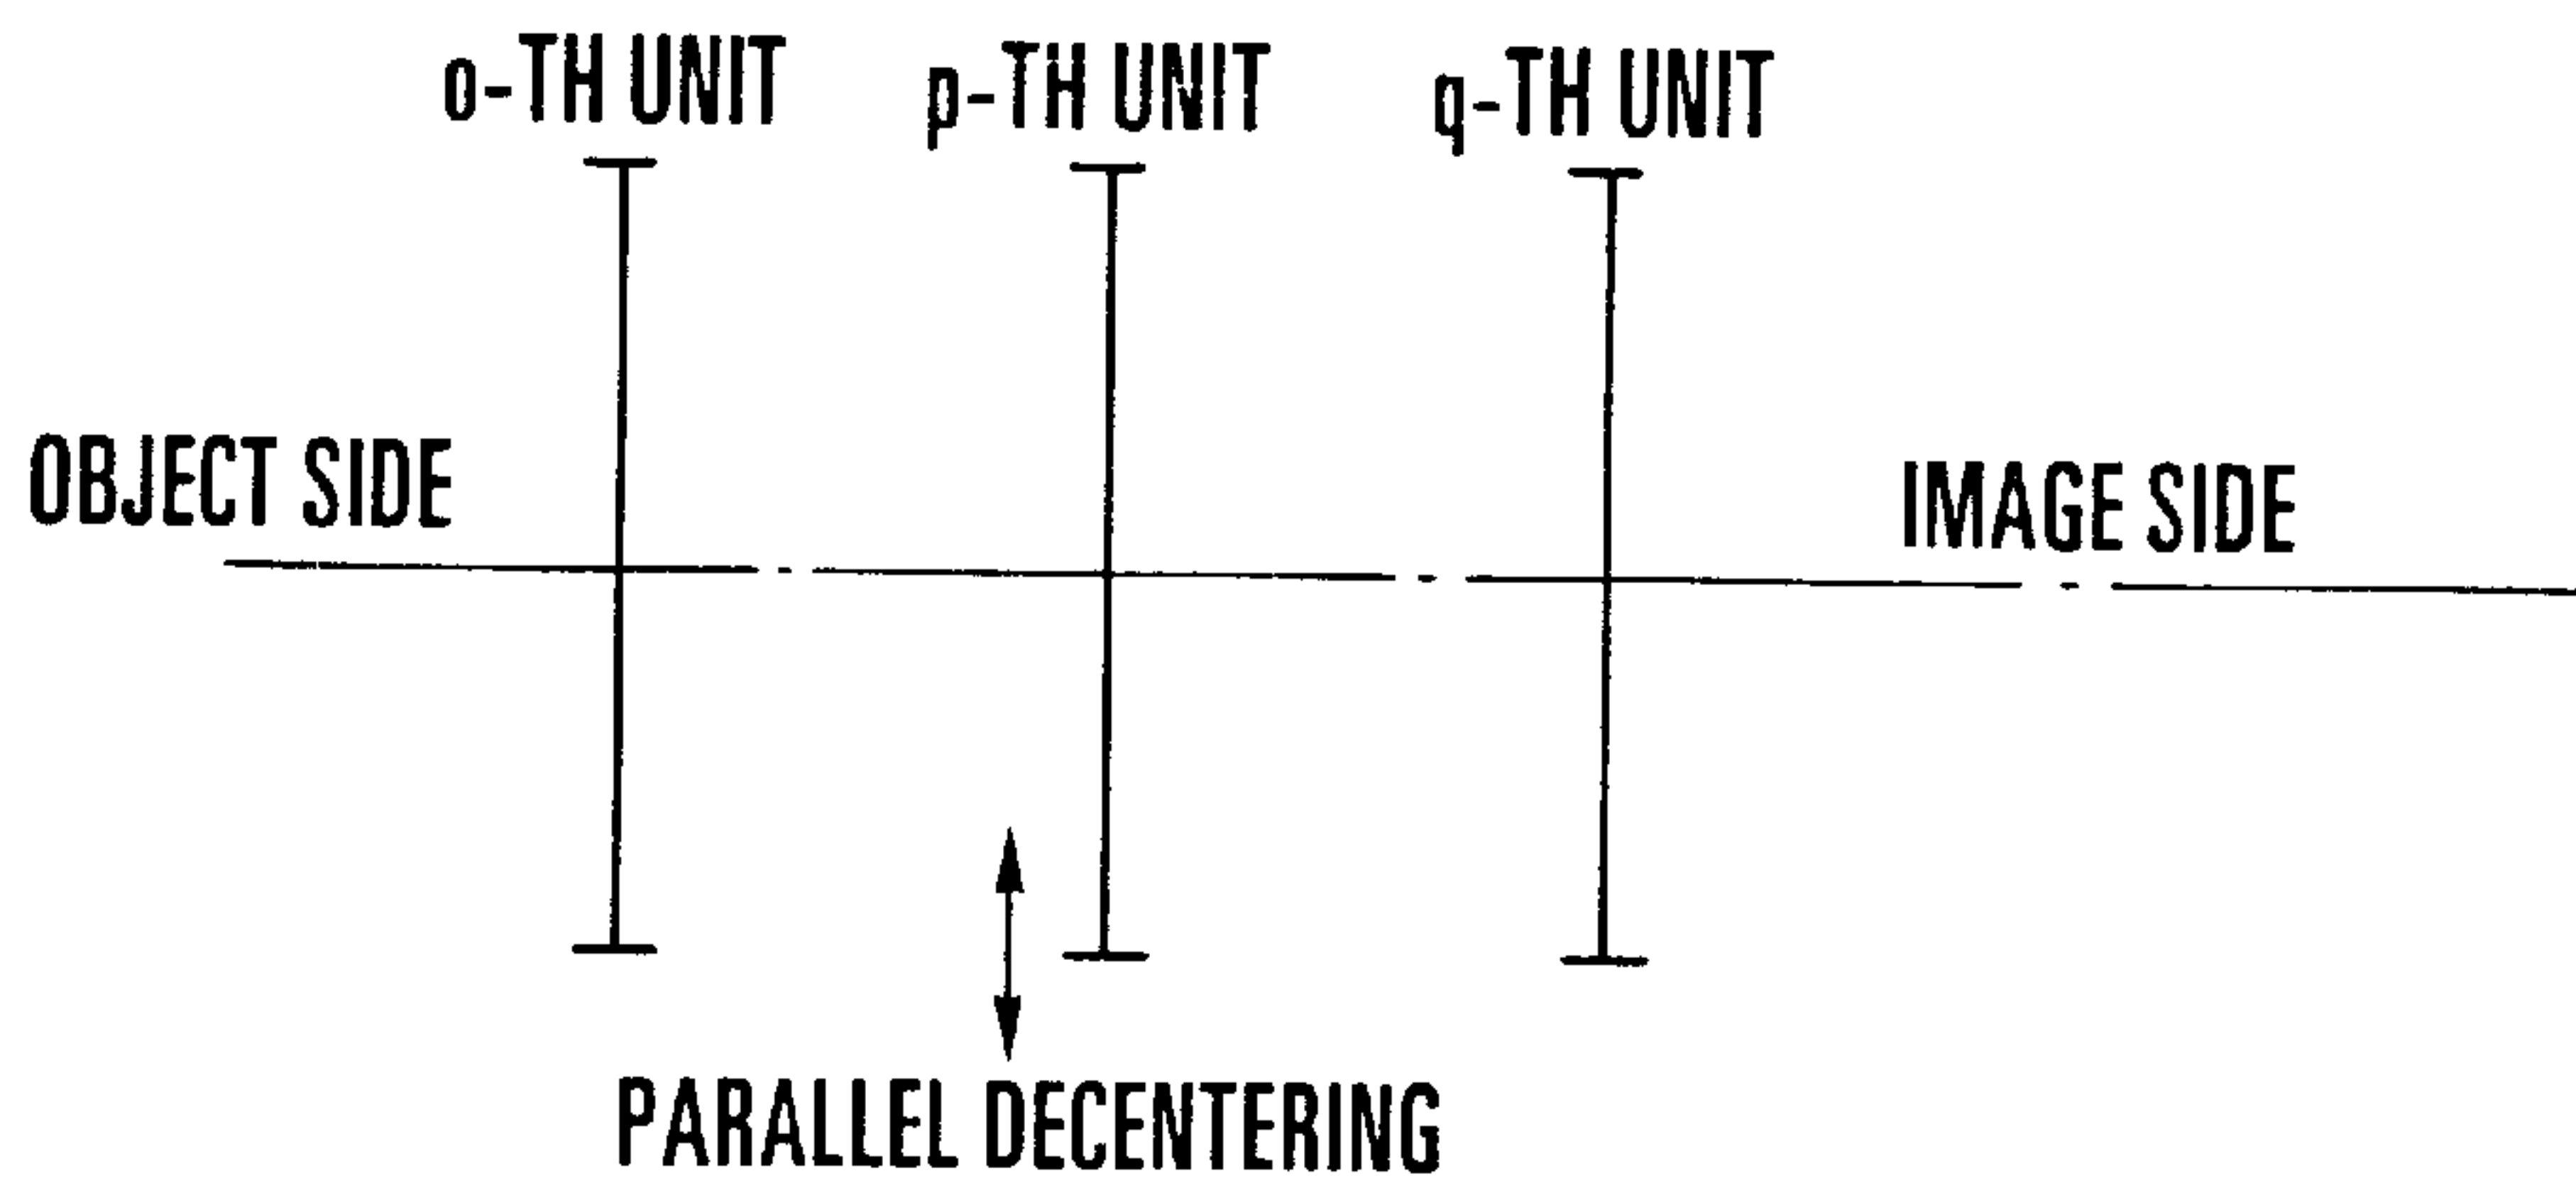 o-TH UNIT p-TH UNIT q-TH UNIT
OBJECT SIDE
IMAGE SIDE
PARALLEL DECENTERING